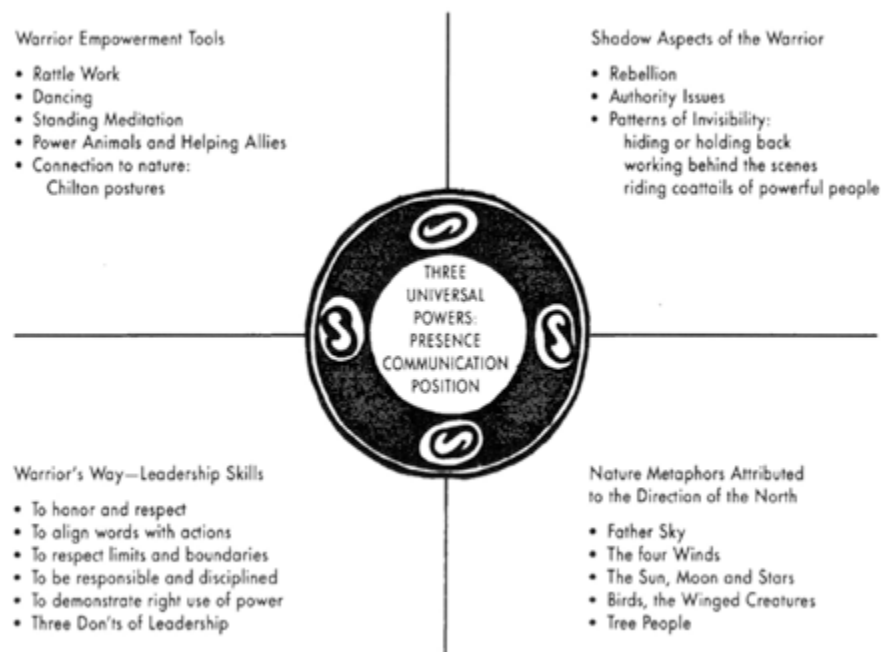 Warrior Empowerment Tools
• Rattle Work
• Dancing
• Standing Meditation
• Power Animals and Helping Allies
• Connection to nature:
Chiltan postures
Shadow Aspects of the Warrior
• Rebellion
• Authority Issues
• Patterns of Invisibility:
hiding or holding back
working behind the scenes
riding coattails of powerful people
THREE
UNIVERSAL
POWERS:
PRESENCE
COMMUNICATION
POSITION
Warrior's Way—Leadership Skills
• To honor and respect
• To align words with actions
• To respect limits and boundaries
• To be responsible and disciplined
• To demonstrate right use of power
• Three Don'ts of Leadership
Nature Metaphors Attributed
to the Direction of the North
• Father Sky
• The four Winds
• The Sun, Moon and Stars
• Birds, the Winged Creatures
• Tree People